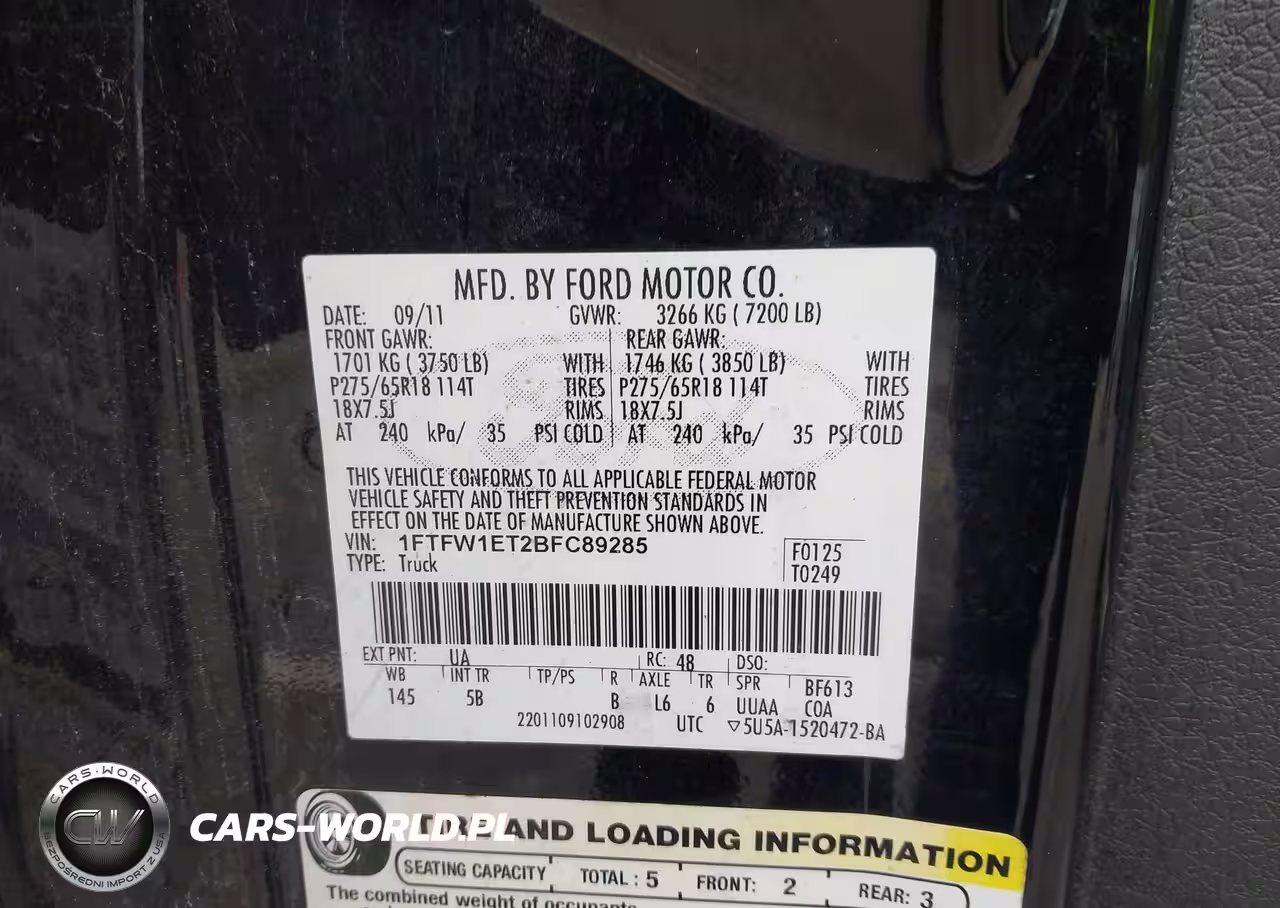 MFD. BY FORD MOTOR CO.
DATE: 09/11 GVWR: 3266 KG ( 7200 LB)
FRONT GAWR: REAR GAWR:
1701 KG ( 3750 LB) WITH 1746 KG ( 3850 LB) WITH
P275/65R18 114T TIRES P275/65R18 114T TIRES
18X7.5J RIMS 18X7.5J RIMS
AT 240 kPa/ 35 PSI COLD AT 240 kPa/ 35 PSI COLD
THIS VEHICLE CONFORMS TO ALL APPLICABLE FEDERAL MOTOR
VEHICLE SAFETY AND THEFT PREVENTION STANDARDS IN
EFFECT ON THE DATE OF MANUFACTURE SHOWN ABOVE.
VIN: 1FTFW1ET2BFC89285
TYPE: Truck
F0125
T0249
EXT PNT: UA RC: 48 DSO:
WB INT TR TP/PS R AXLE TR SPR BF613
145 5B B L6 6 UUAA COA
2201109102908 UTC ▽5U5A-1520472-BA
CARS-WORLD
CW
BEZPOŚREDNI IMPORT Z USA
CARS-WORLD.PL
AND LOADING INFORMATION
SEATING CAPACITY TOTAL : 5 FRONT: 2 REAR: 3
The combined weight of occupants